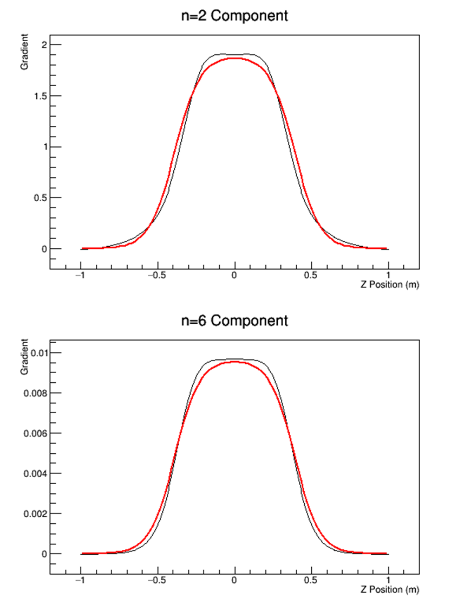 n=2 Component
Gradient
2
1.5
1
0.5
0
−1 −0.5 0 0.5 1
Z Position (m)
n=6 Component
Gradient
0.01
0.008
0.006
0.004
0.002
0
−1 −0.5 0 0.5 1
Z Position (m)